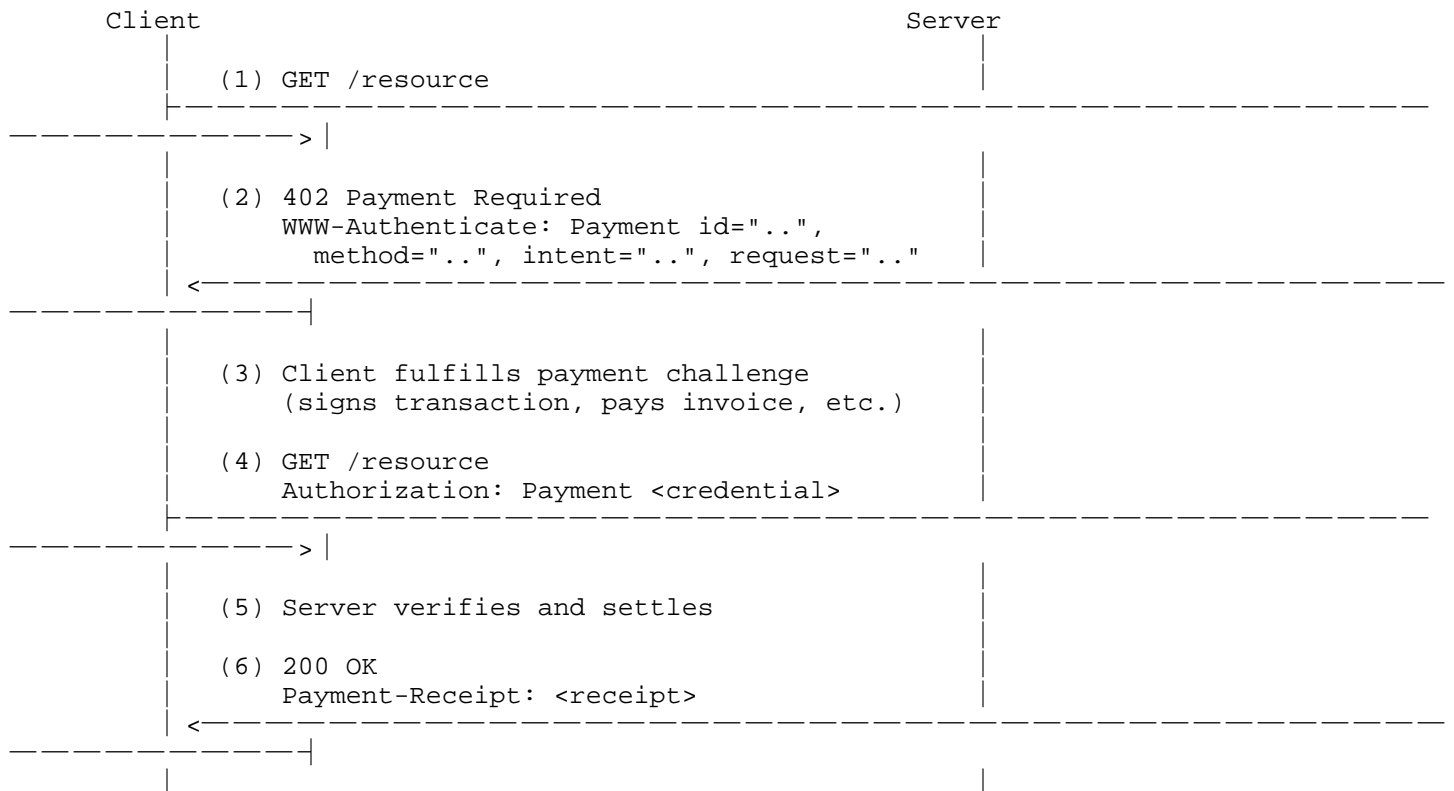 Client Server
(1) GET /resource
(2) 402 Payment Required
WWW-Authenticate: Payment id="..",
method="..", intent="..", request=".."
(3) Client fulfills payment challenge
(signs transaction, pays invoice, etc.)
(4) GET /resource
Authorization: Payment <credential>
(5) Server verifies and settles
(6) 200 OK
Payment-Receipt: <receipt>